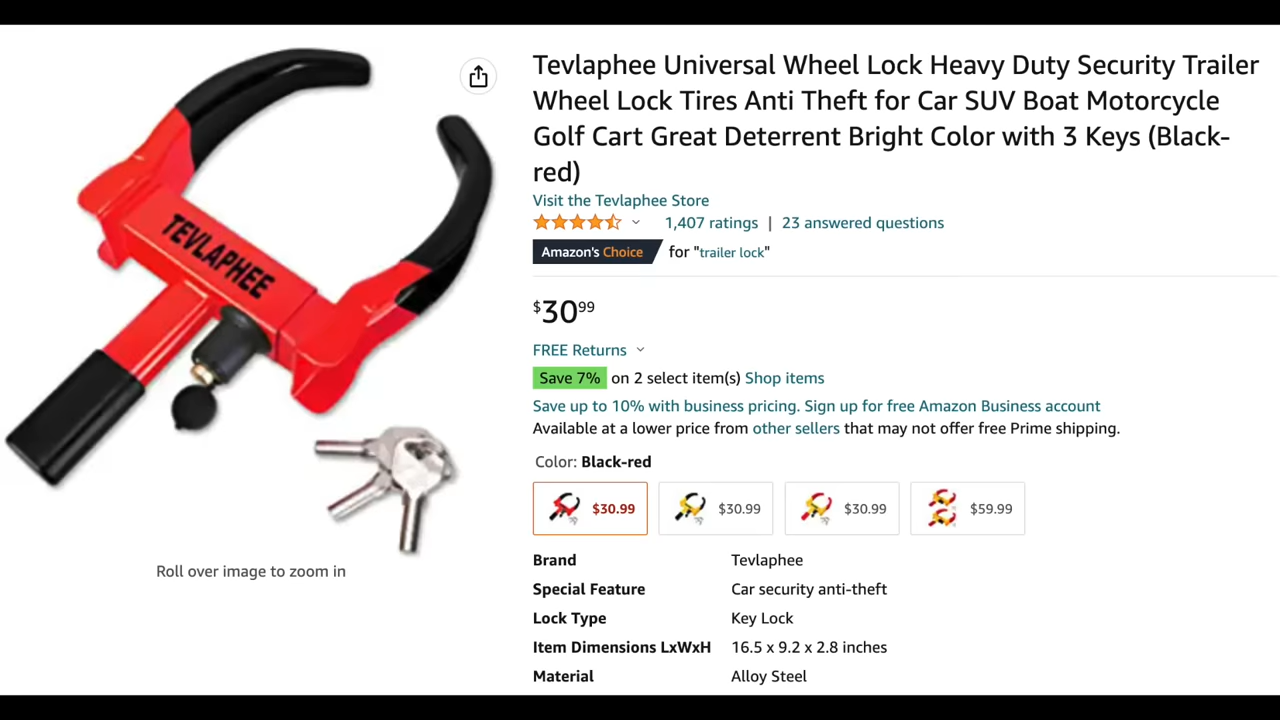 TEVLAPHEE
Roll over image to zoom in
Tevlaphee Universal Wheel Lock Heavy Duty Security Trailer
Wheel Lock Tires Anti Theft for Car SUV Boat Motorcycle
Golf Cart Great Deterrent Bright Color with 3 Keys (Black-
red)
Visit the Tevlaphee Store
1,407 ratings | 23 answered questions
Amazon's Choice for "trailer lock"
$30.99
FREE Returns
Save 7% on 2 select item(s) Shop items
Save up to 10% with business pricing. Sign up for free Amazon Business account
Available at a lower price from other sellers that may not offer free Prime shipping.
Color: Black-red
$30.99 $30.99 $30.99 $59.99
Brand Tevlaphee
Special Feature Car security anti-theft
Lock Type Key Lock
Item Dimensions LxWxH 16.5 x 9.2 x 2.8 inches
Material Alloy Steel